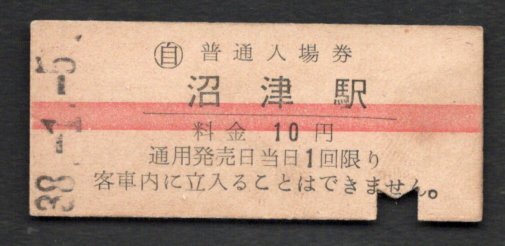 自 普通入場券
沼津駅
料金 10円
通用発売日当日1回限り
客車内に立入ることはできません。
38.-1.-5